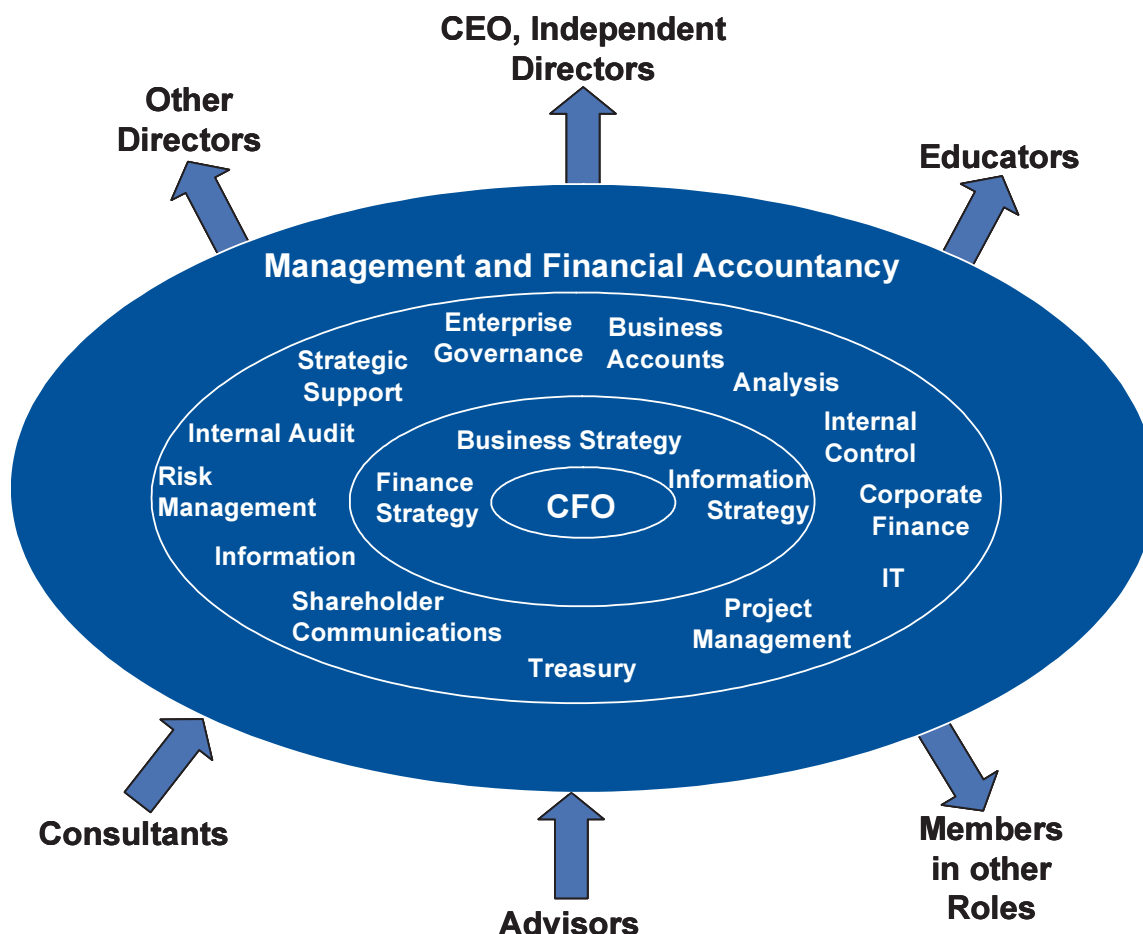 CEO, Independent
Directors
Other
Directors
Educators
Management and Financial Accountancy
Enterprise
Governance
Business
Accounts
Strategic
Support
Analysis
Internal Audit
Internal
Control
Business Strategy
Risk
Management
Finance
Strategy
CFO
Information
Strategy
Corporate
Finance
Information
IT
Shareholder
Communications
Project
Management
Treasury
Consultants
Advisors
Members
in other
Roles